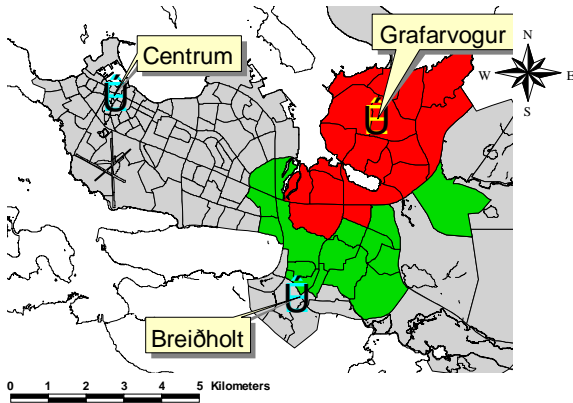 Grafarvogur
Centrum
N
W E
S
Ú
Ú
Ú
Breiðholt
0 1 2 3 4 5 Kilometers